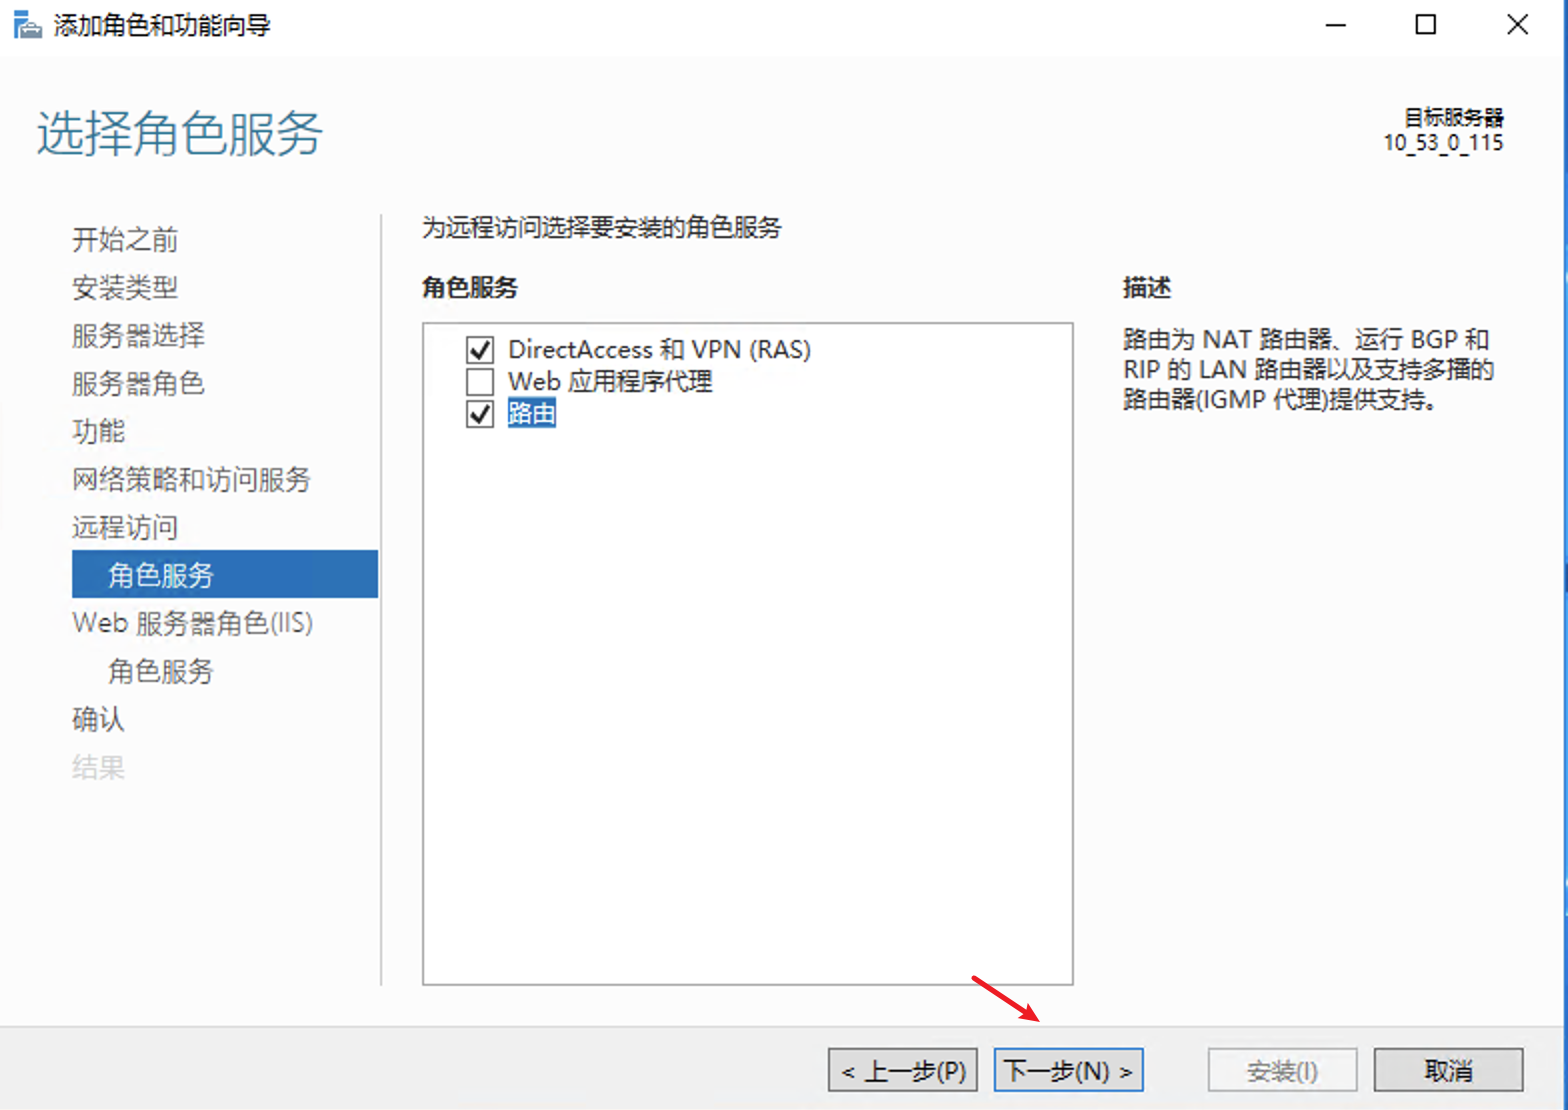 添加角色和功能向导
选择角色服务
目标服务器
10_53_0_115
开始之前
安装类型
服务器选择
服务器角色
功能
网络策略和访问服务
远程访问
角色服务
Web 服务器角色(IIS)
角色服务
确认
结果
为远程访问选择要安装的角色服务
角色服务
DirectAccess 和 VPN (RAS)
Web 应用程序代理
路由
描述
路由为 NAT 路由器、运行 BGP 和
RIP 的 LAN 路由器以及支持多播的
路由器(IGMP 代理)提供支持。
< 上一步(P)
下一步(N) >
安装(I)
取消